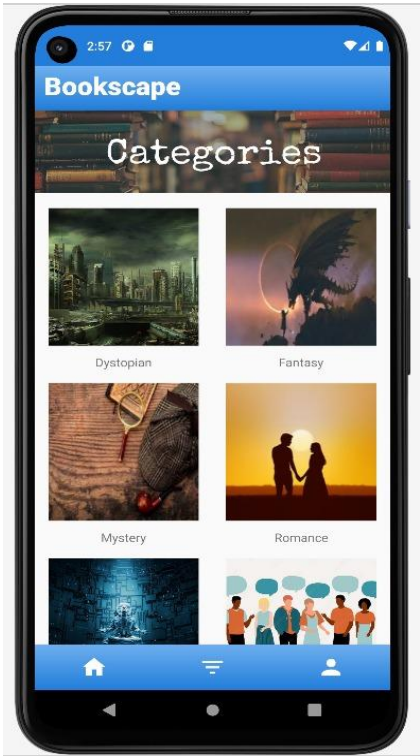 2:57
Bookscape
Categories
Dystopian
Fantasy
Mystery
Romance